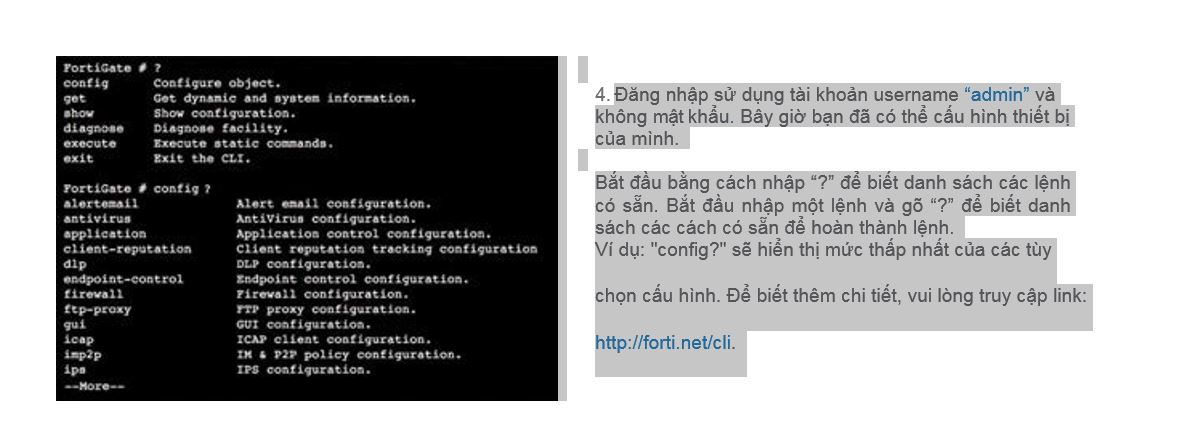 FortiGate # ?
config Configure object.
get Get dynamic and system information.
show Show configuration.
diagnose Diagnose facility.
execute Execute static commands.
exit Exit the CLI.
FortiGate # config ?
alertemail Alert email configuration.
antivirus AntiVirus configuration.
application Application control configuration.
client-reputation Client reputation tracking configuration
dlp DLP configuration.
endpoint-control Endpoint control configuration.
firewall Firewall configuration.
ftp-proxy FTP proxy configuration.
gui GUI configuration.
icap ICAP client configuration.
imp2p IM & P2P policy configuration.
ips IPS configuration.
--More--
4. Đăng nhập sử dụng tài khoản username “admin” và
không mật khẩu. Bây giờ bạn đã có thể cấu hình thiết bị
của mình.
Bắt đầu bằng cách nhập “?” để biết danh sách các lệnh
có sẵn. Bắt đầu nhập một lệnh và gõ “?” để biết danh
sách các cách có sẵn để hoàn thành lệnh.
Ví dụ: "config?" sẽ hiển thị mức thấp nhất của các tùy
chọn cấu hình. Để biết thêm chi tiết, vui lòng truy cập link:
http://forti.net/cli.